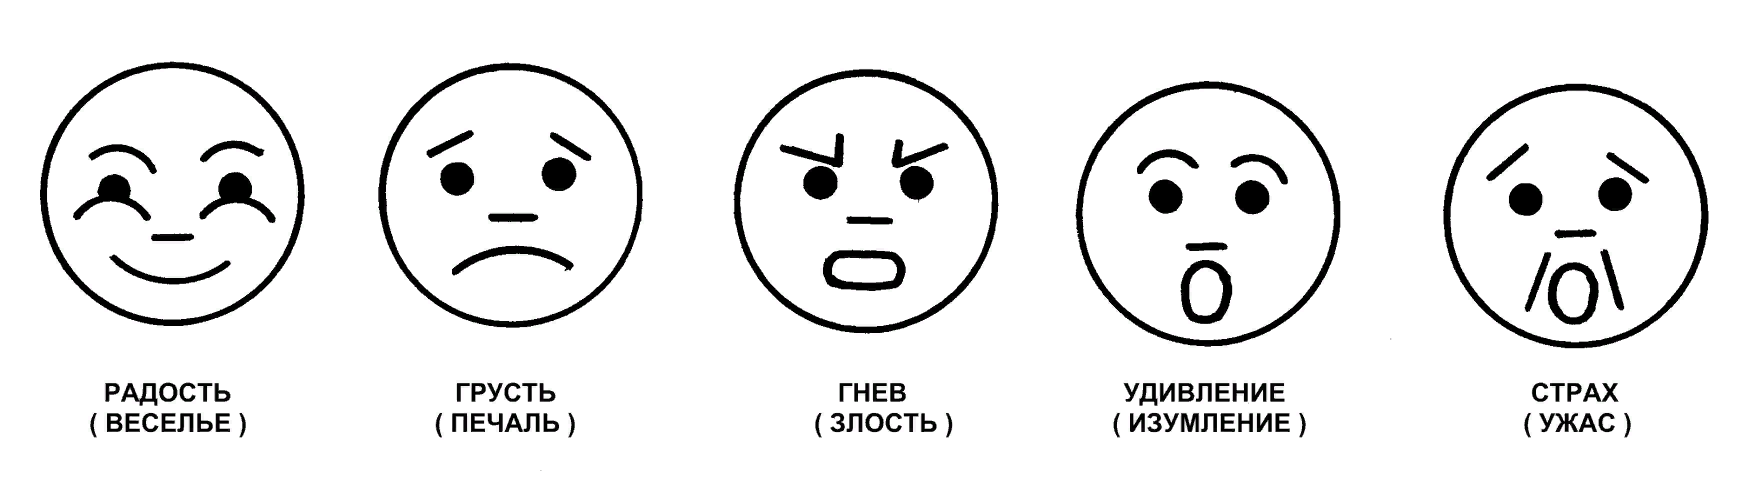 РАДОСТЬ
( ВЕСЕЛЬЕ )
ГРУСТЬ
( ПЕЧАЛЬ )
ГНЕВ
( ЗЛОСТЬ )
УДИВЛЕНИЕ
( ИЗУМЛЕНИЕ )
СТРАХ
( УЖАС )